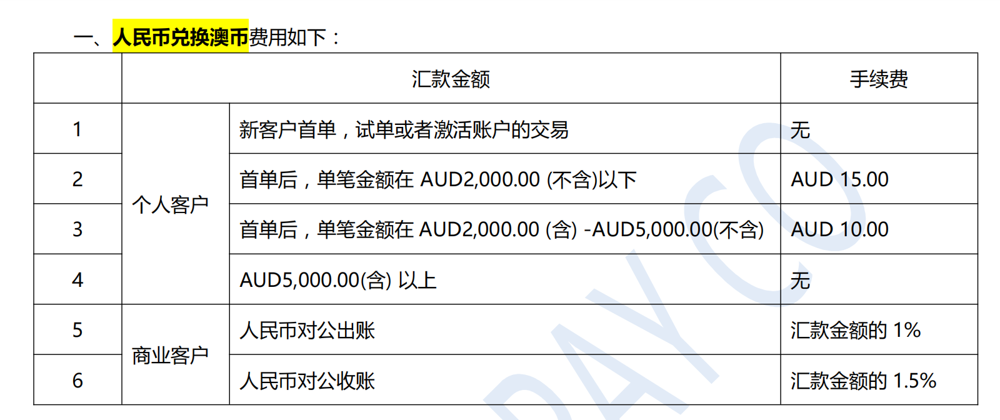 一、人民币兑换澳币费用如下：
汇款金额 手续费
1 新客户首单，试单或者激活账户的交易 无
2 首单后，单笔金额在 AUD2,000.00 (不含)以下 AUD 15.00
个人客户
3 首单后，单笔金额在 AUD2,000.00 (含) -AUD5,000.00(不含) AUD 10.00
4 AUD5,000.00(含) 以上 无
5 人民币对公出账 汇款金额的 1%
商业客户
6 人民币对公收账 汇款金额的 1.5%
PAY CO